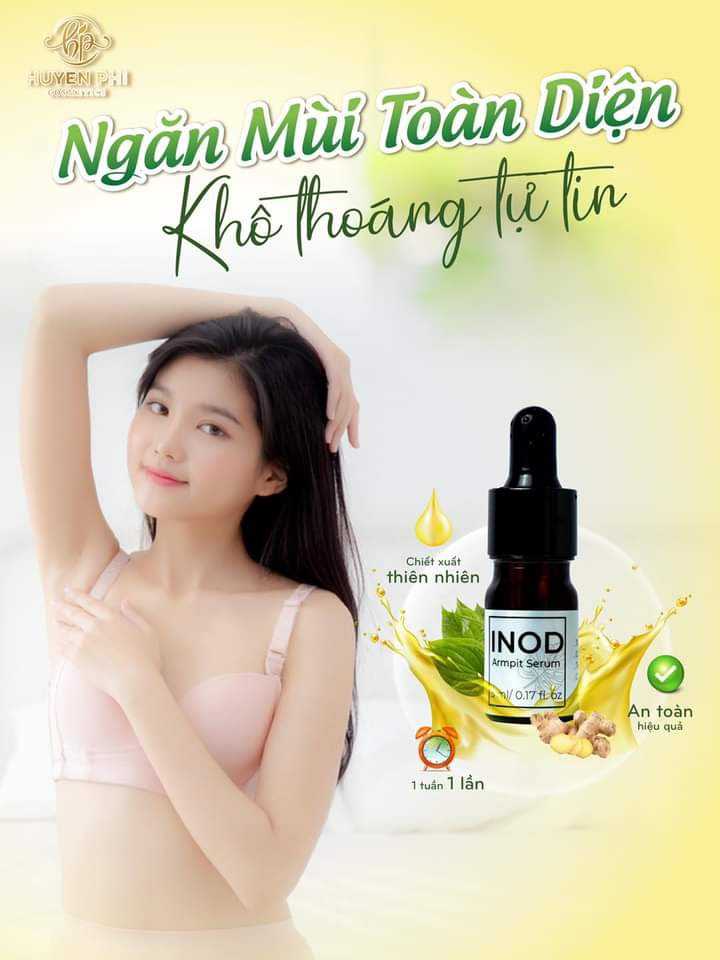 HUYEN PHI
Ngăn Mùi Toàn Diện
Khô thoáng tự tin
Chiết xuất
thiên nhiên
INOD
Armpit Serum
ml/ 0.17 fl. oz
An toàn
hiệu quả
1 tuần 1 lần